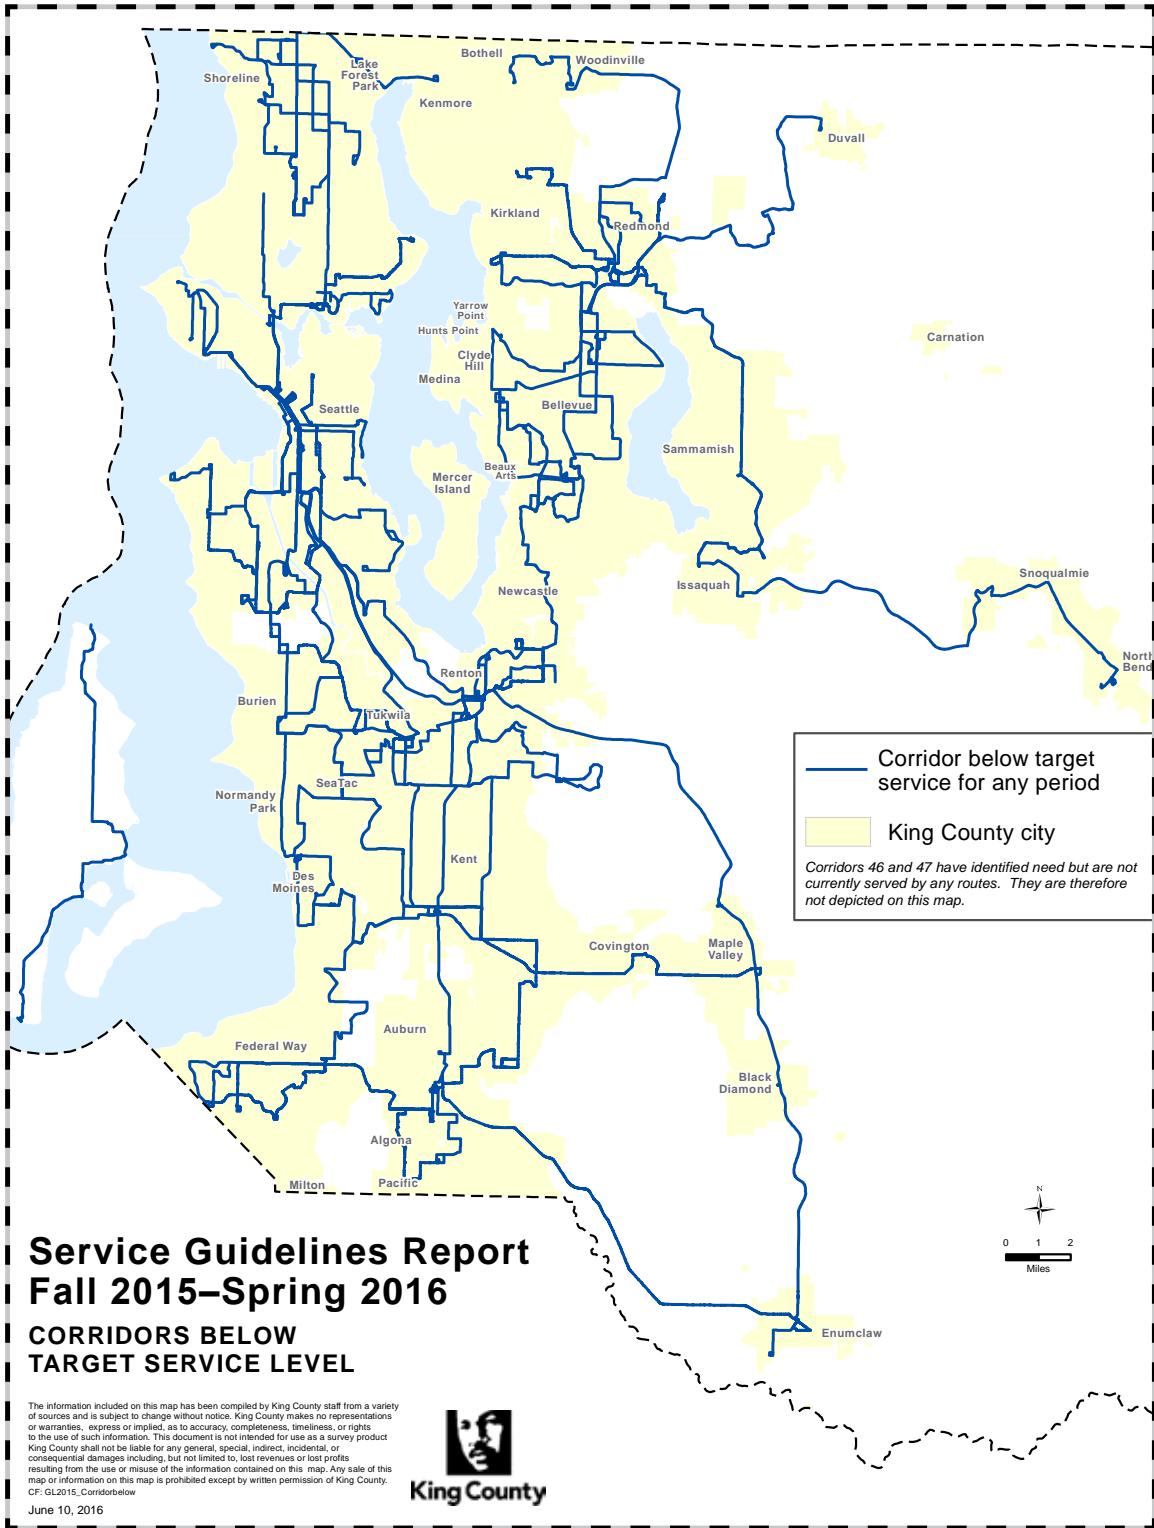 Bothell
Woodinville
Lake
Forest
Park
Shoreline
Kenmore
Duvall
Kirkland
Redmond
Yarrow
Point
Hunts Point
Carnation
Clyde
Hill
Medina
Seattle
Bellevue
Sammamish
Beaux
Arts
Mercer
Island
Snoqualmie
Issaquah
Newcastle
North
Bend
Renton
Burien
Tukwila
SeaTac
Normandy
Park
Kent
Des
Moines
Covington
Maple
Valley
Auburn
Federal Way
Black
Diamond
Algona
Milton
Pacific
Enumclaw
Corridor below target
service for any period
King County city
Corridors 46 and 47 have identified need but are not
currently served by any routes. They are therefore
not depicted on this map.
N
0 1 2
Miles
Service Guidelines Report
Fall 2015–Spring 2016
CORRIDORS BELOW
TARGET SERVICE LEVEL
The information included on this map has been compiled by King County staff from a variety
of sources and is subject to change without notice. King County makes no representations
or warranties, express or implied, as to accuracy, completeness, timeliness, or rights
to the use of such information. This document is not intended for use as a survey product
King County shall not be liable for any general, special, indirect, incidental, or
consequential damages including, but not limited to, lost revenues or lost profits
resulting from the use or misuse of the information contained on this map. Any sale of this
map or information on this map is prohibited except by written permission of King County.
CF: GL2015_Corridorbelow
June 10, 2016
King County